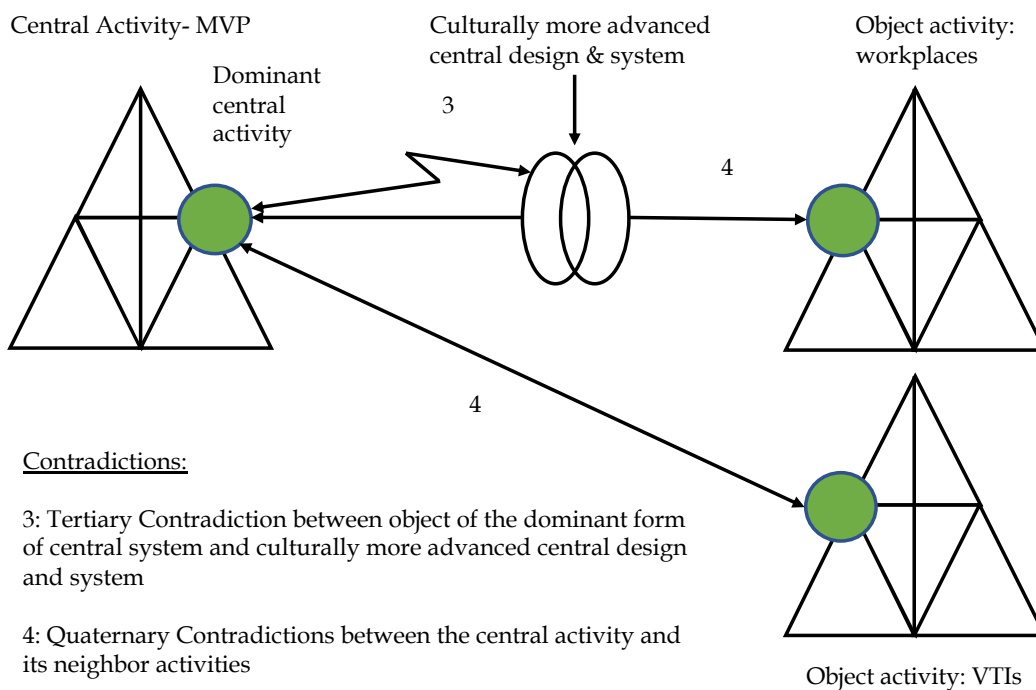 Central Activity- MVP
Culturally more advanced
central design & system
Object activity:
workplaces
Dominant
central
activity
3
4
4
Contradictions:
3: Tertiary Contradiction between object of the dominant form
of central system and culturally more advanced central design
and system
4: Quaternary Contradictions between the central activity and
its neighbor activities
Object activity: VTIs